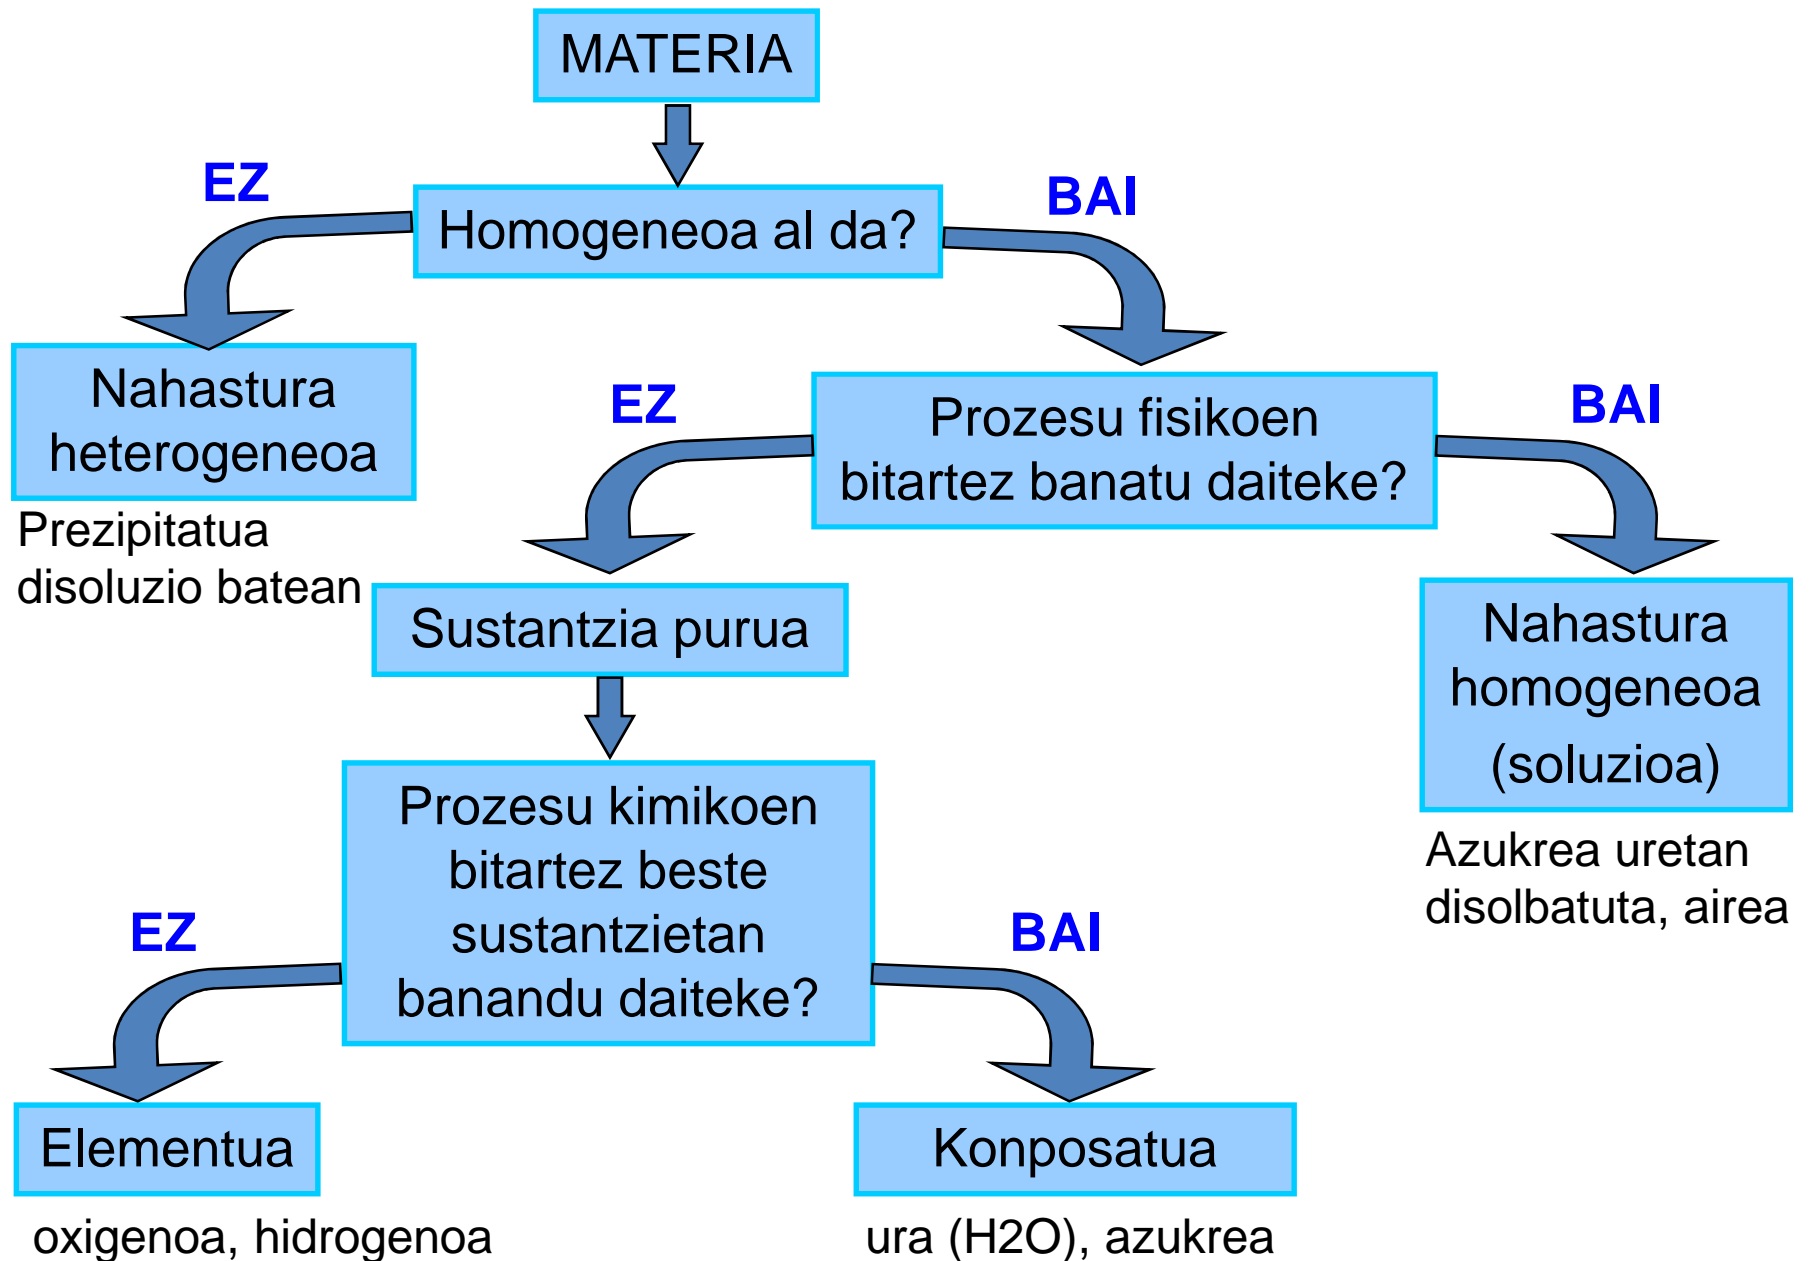 MATERIA
EZ
BAI
Homogeneoa al da?
Nahastura
heterogeneoa
Prezipitatua
disoluzio batean
EZ
BAI
Prozesu fisikoen
bitartez banatu daiteke?
Sustantzia purua
Nahastura
homogeneoa
(soluzioa)
Azukrea uretan
disolbatuta, airea
Prozesu kimikoen
bitartez beste
sustantzietan
banandu daiteke?
EZ
BAI
Elementua
oxigenoa, hidrogenoa
Konposatua
ura (H2O), azukrea